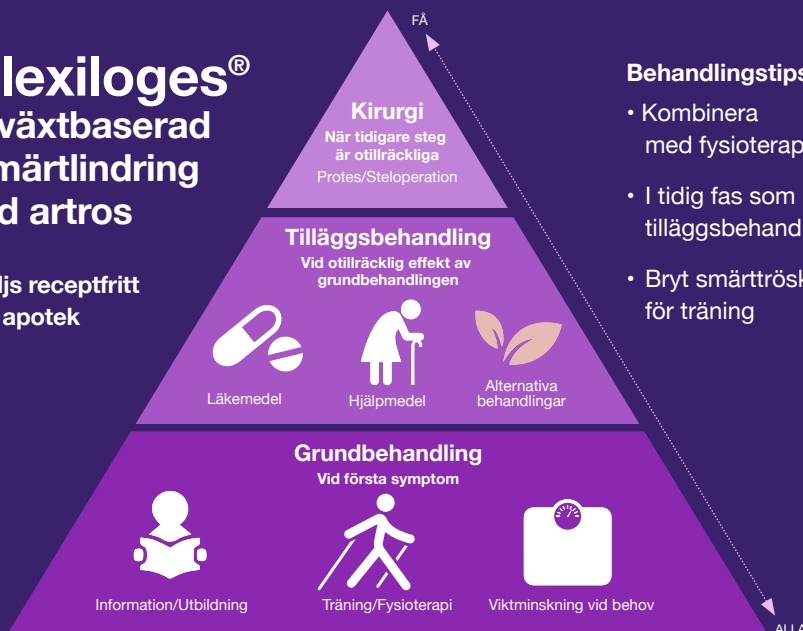 lexiloges®
växtbaserad
märtlindring
d artros
ljs receptfritt
apotek
FÅ
Kirurgi
När tidigare steg
är otillräckliga
Protes/Steloperation
Tilläggsbehandling
Vid otillräcklig effekt av
grundbehandlingen
Läkemedel
Hjälpmedel
Alternativa
behandlingar
Grundbehandling
Vid första symptom
Information/Utbildning
Träning/Fysioterapi
Viktminskning vid behov
ALLA
Behandlingstips
• Kombinera
med fysioterap
• I tidig fas som
tilläggsbehand
• Bryt smärttrösk
för träning